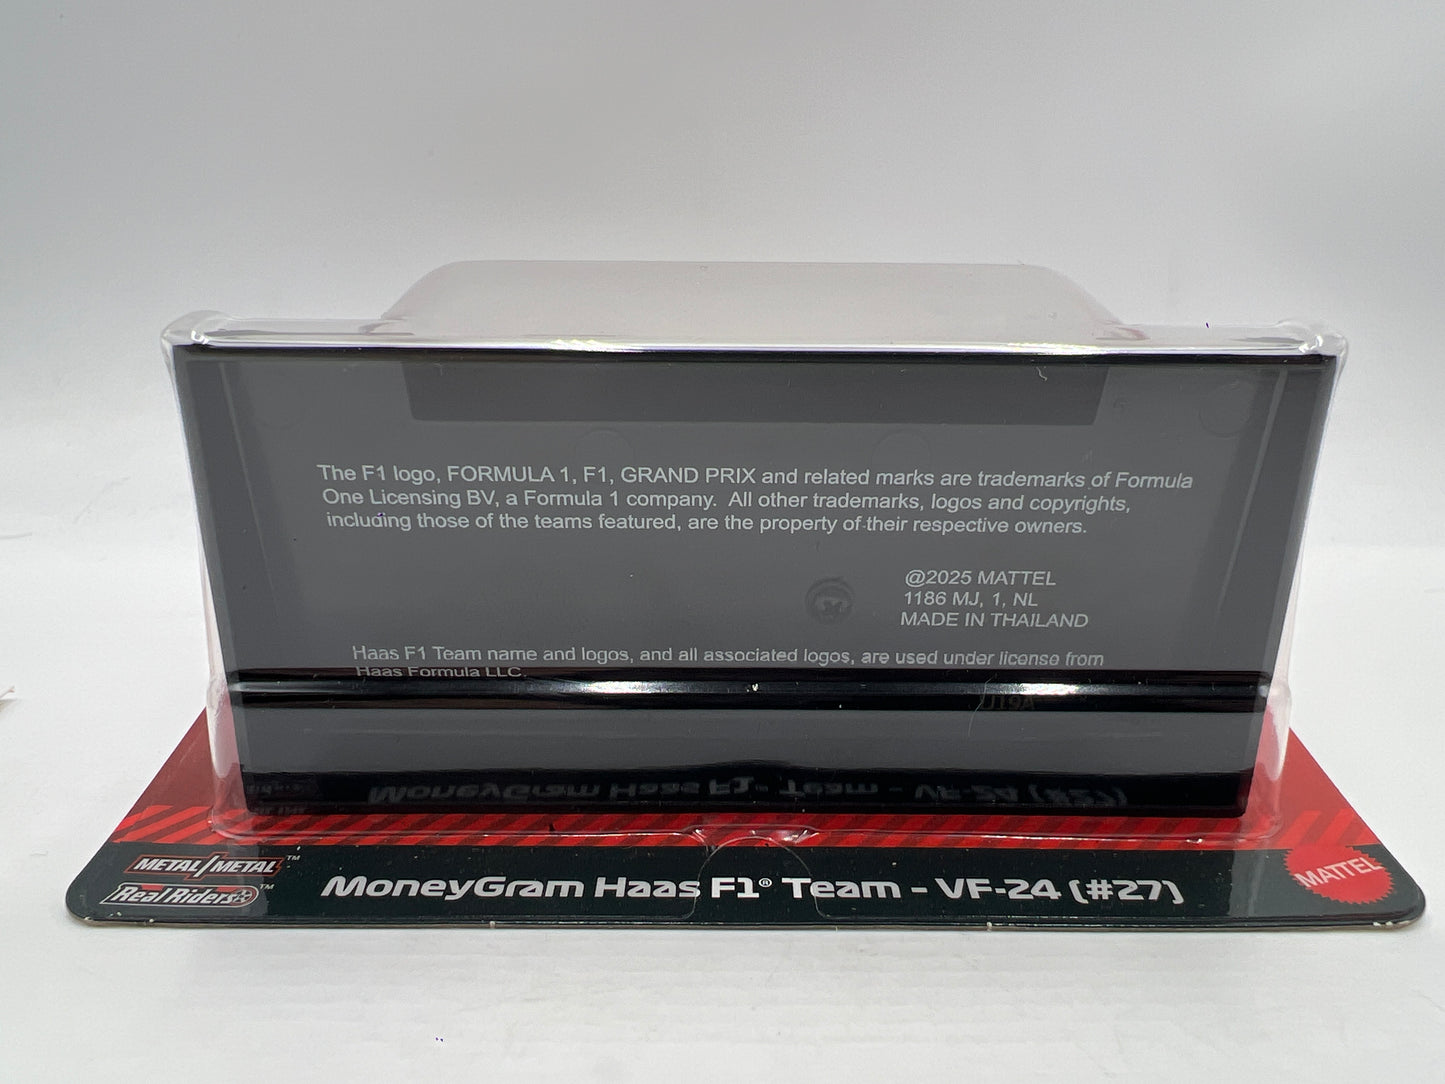 The F1 logo, FORMULA 1, F1, GRAND PRIX and related marks are trademarks of Formula
One Licensing BV, a Formula 1 company. All other trademarks, logos and copyrights,
including those of the teams featured, are the property of their respective owners.
@2025 MATTEL
1186 MJ, 1, NL
MADE IN THAILAND
Haas F1 Team name and logos, and all associated logos, are used under license from
Haas Formula LLC.
METAL/METAL™
Real Riders™
MoneyGram Haas F1® Team - VF-24 (#27)
MATTEL